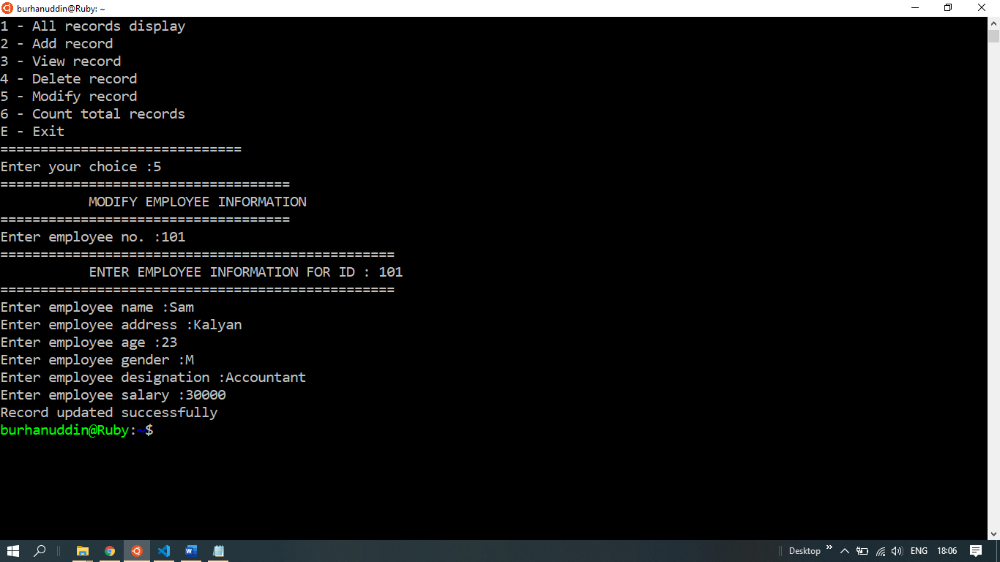 burhanuddin@Ruby: ~
1 - All records display
2 - Add record
3 - View record
4 - Delete record
5 - Modify record
6 - Count total records
E - Exit
==============================
Enter your choice :5
====================================
           MODIFY EMPLOYEE INFORMATION
====================================
Enter employee no. :101
=================================================
           ENTER EMPLOYEE INFORMATION FOR ID : 101
=================================================
Enter employee name :Sam
Enter employee address :Kalyan
Enter employee age :23
Enter employee gender :M
Enter employee designation :Accountant
Enter employee salary :30000
Record updated successfully
burhanuddin@Ruby:~$
Desktop » ENG 18:06